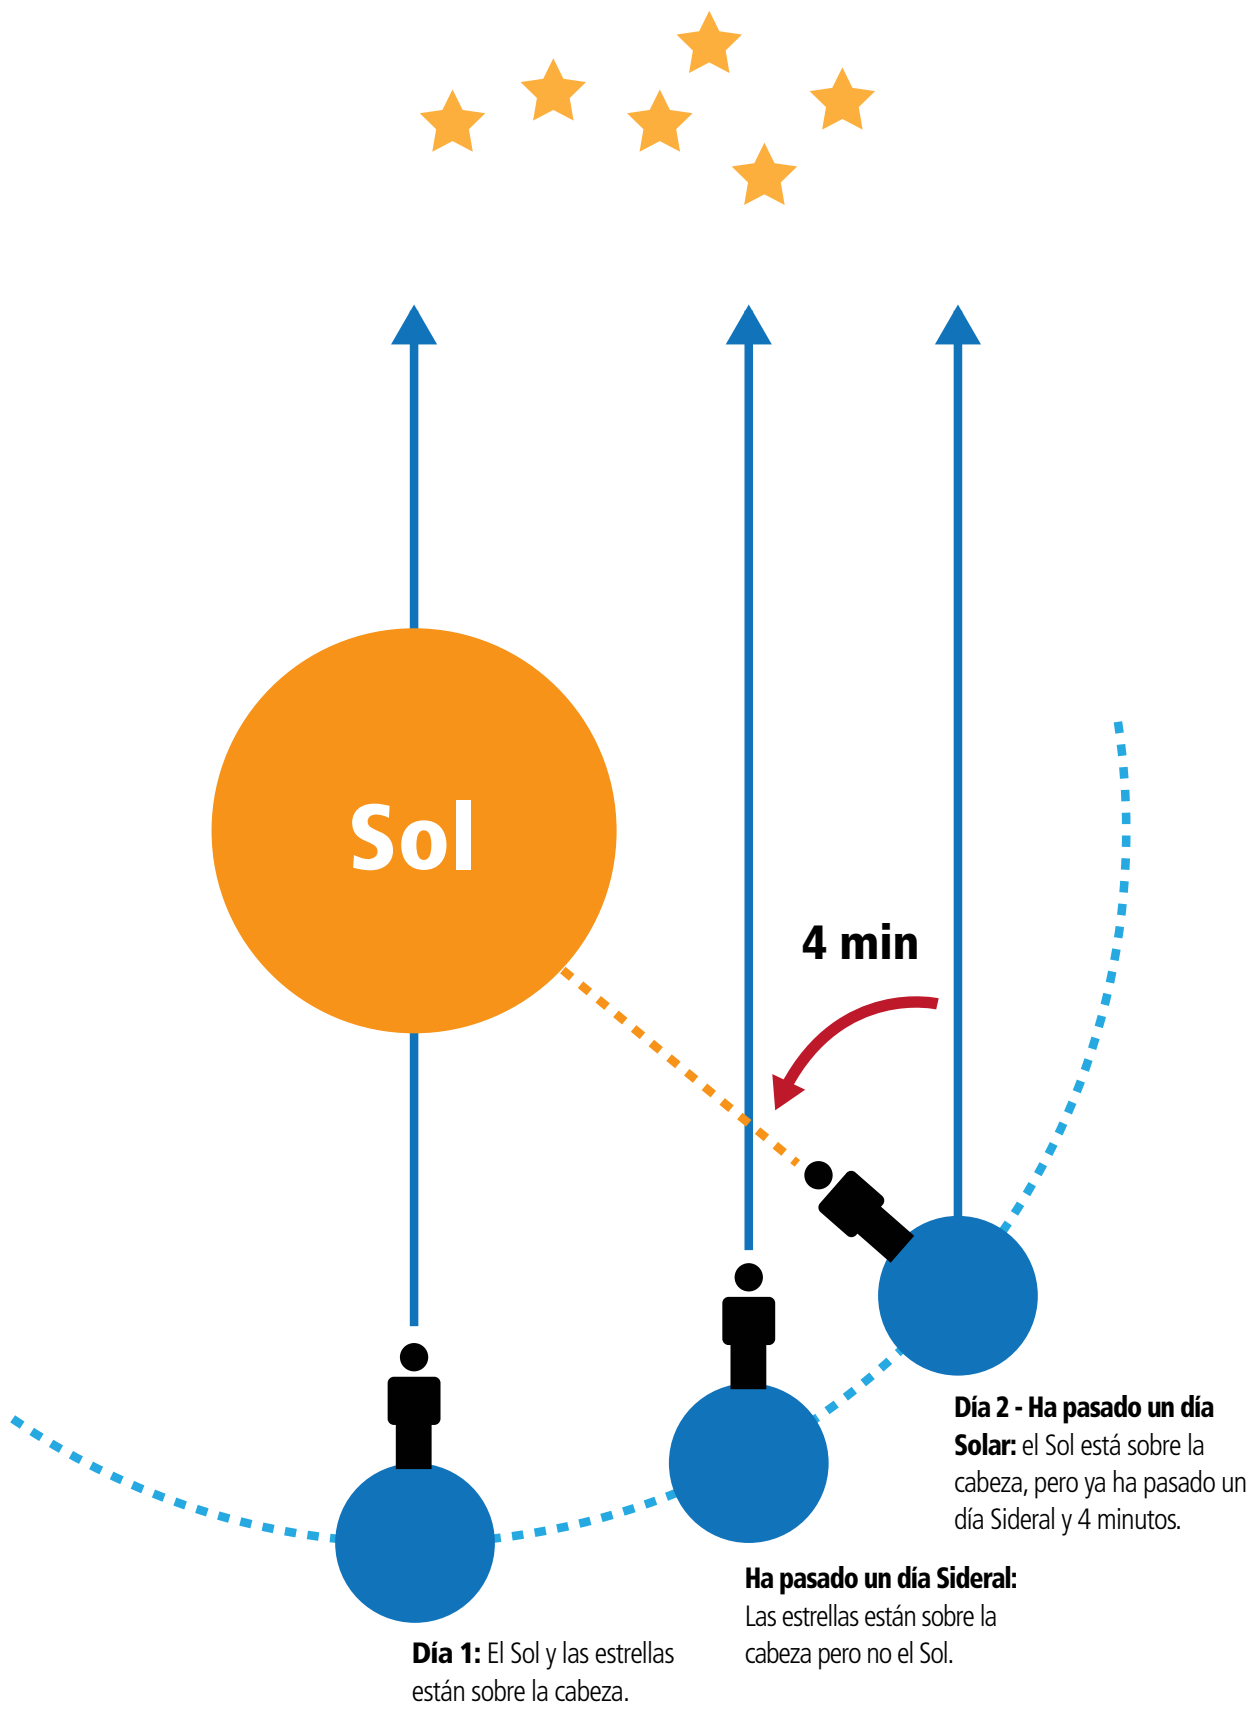 Sol
4 min
Día 1: El Sol y las estrellas
están sobre la cabeza.
Ha pasado un día Sideral:
Las estrellas están sobre la
cabeza pero no el Sol.
Día 2 - Ha pasado un día
Solar: el Sol está sobre la
cabeza, pero ya ha pasado un
día Sideral y 4 minutos.